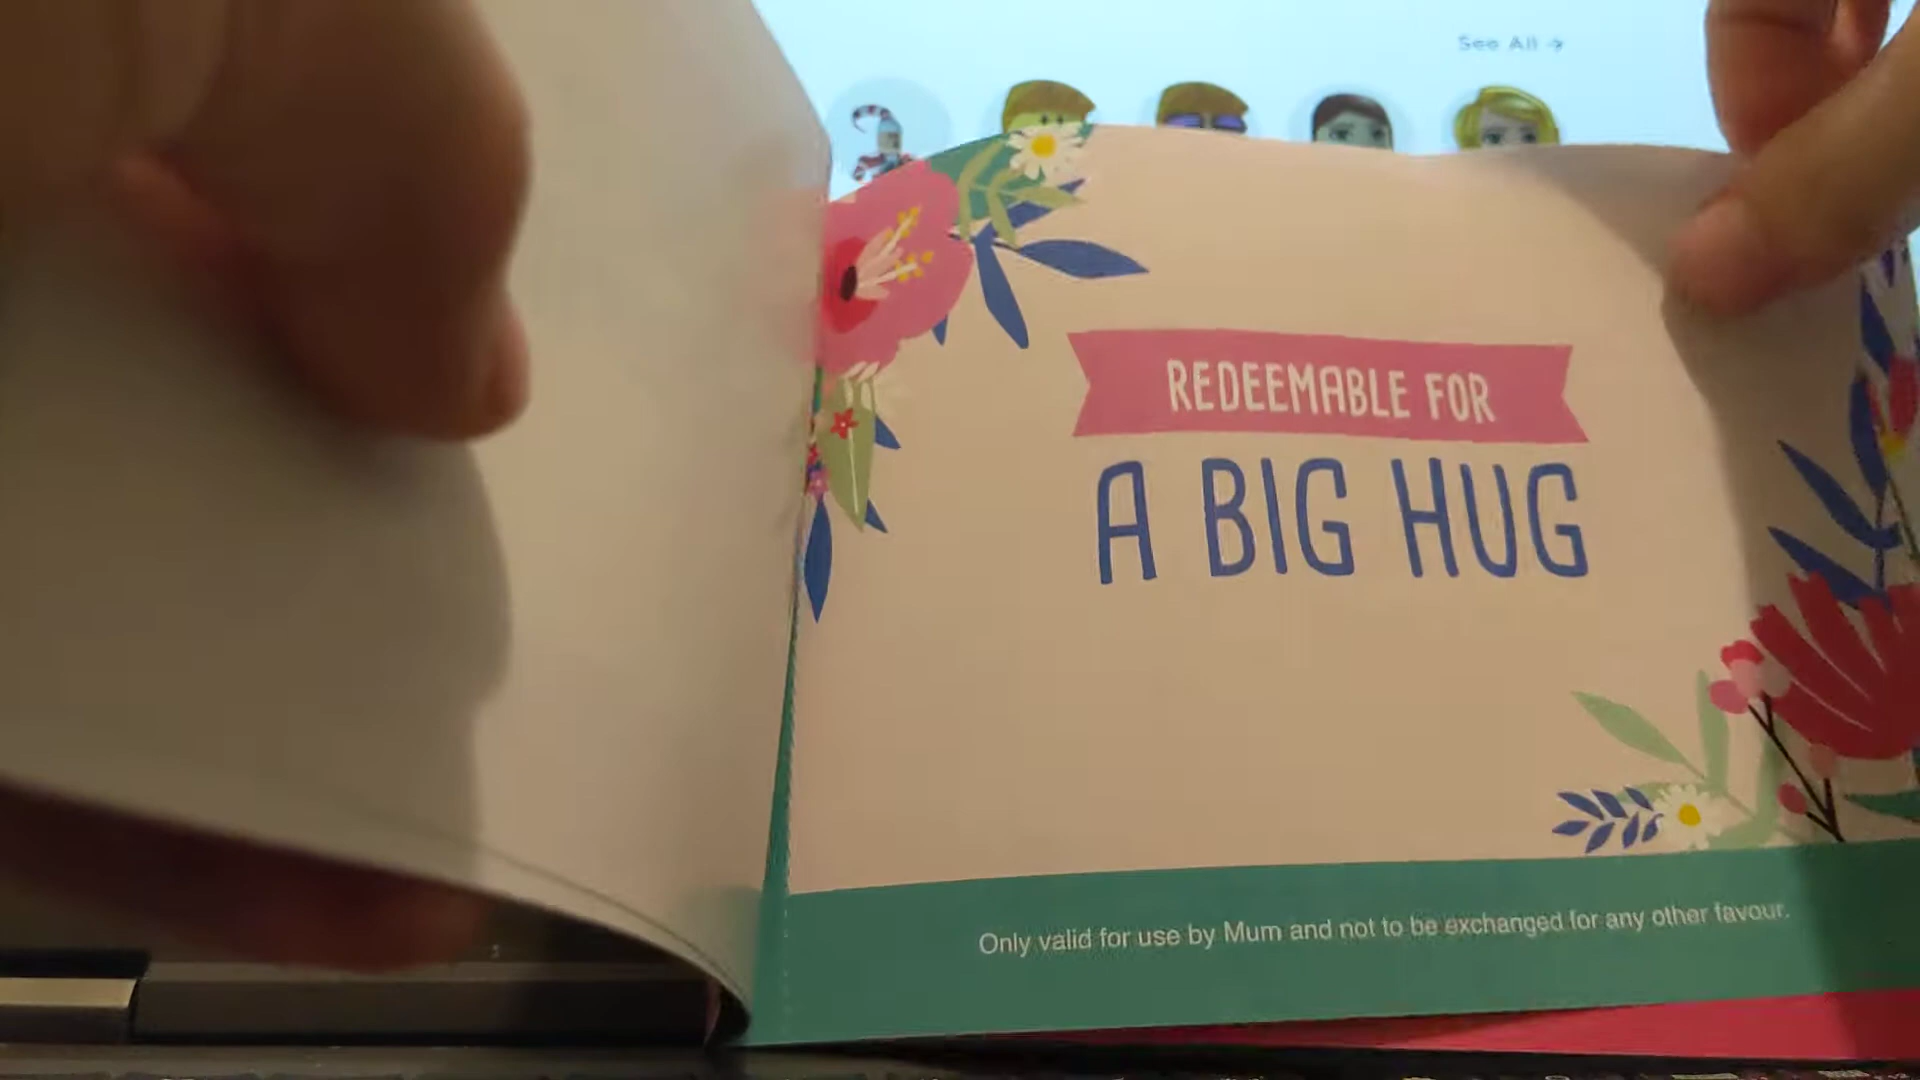 See All →
REDEEMABLE FOR
A BIG HUG
Only valid for use by Mum and not to be exchanged for any other favour.